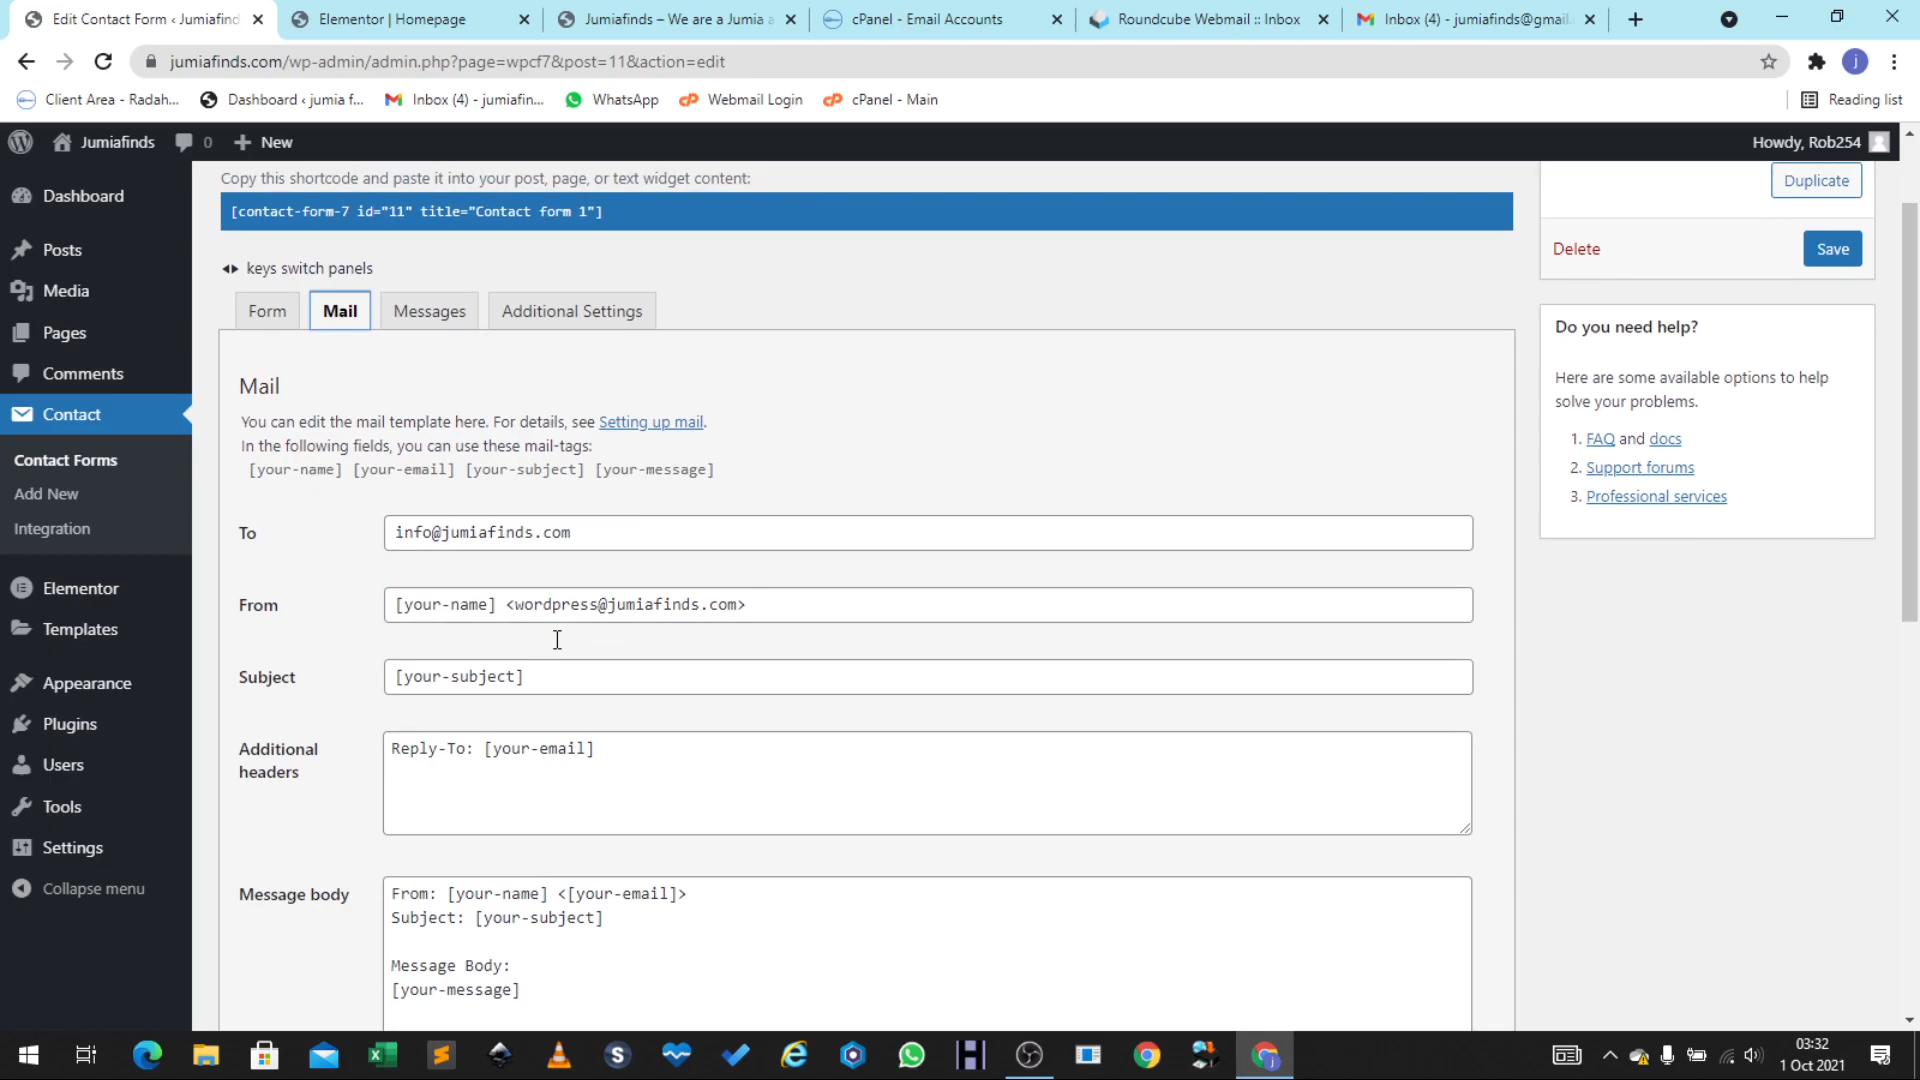 Edit Contact Form ‹ Jumiafind
Elementor | Homepage
Jumiafinds – We are a Jumia a
cPanel - Email Accounts
Roundcube Webmail :: Inbox
Inbox (4) - jumiafinds@gmail.
jumiafinds.com/wp-admin/admin.php?page=wpcf7&post=11&action=edit
j
Client Area - Radah...
Dashboard ‹ jumia f...
Inbox (4) - jumiafin...
WhatsApp
Webmail Login
cPanel - Main
Reading list
Jumiafinds
0
New
Howdy, Rob254
Dashboard
Posts
Media
Pages
Comments
Contact
Contact Forms
Add New
Integration
Elementor
Templates
Appearance
Plugins
Users
Tools
Settings
Collapse menu
Copy this shortcode and paste it into your post, page, or text widget content:
[contact-form-7 id="11" title="Contact form 1"]
keys switch panels
Form
Mail
Messages
Additional Settings
Mail
You can edit the mail template here. For details, see Setting up mail.
In the following fields, you can use these mail-tags:
[your-name] [your-email] [your-subject] [your-message]
To
info@jumiafinds.com
From
[your-name] <wordpress@jumiafinds.com>
Subject
[your-subject]
Additional
headers
Reply-To: [your-email]
Message body
From: [your-name] <[your-email]>
Subject: [your-subject]
Message Body:
[your-message]
Duplicate
Delete
Save
Do you need help?
Here are some available options to help
solve your problems.
1. FAQ and docs
2. Support forums
3. Professional services
03:32
1 Oct 2021